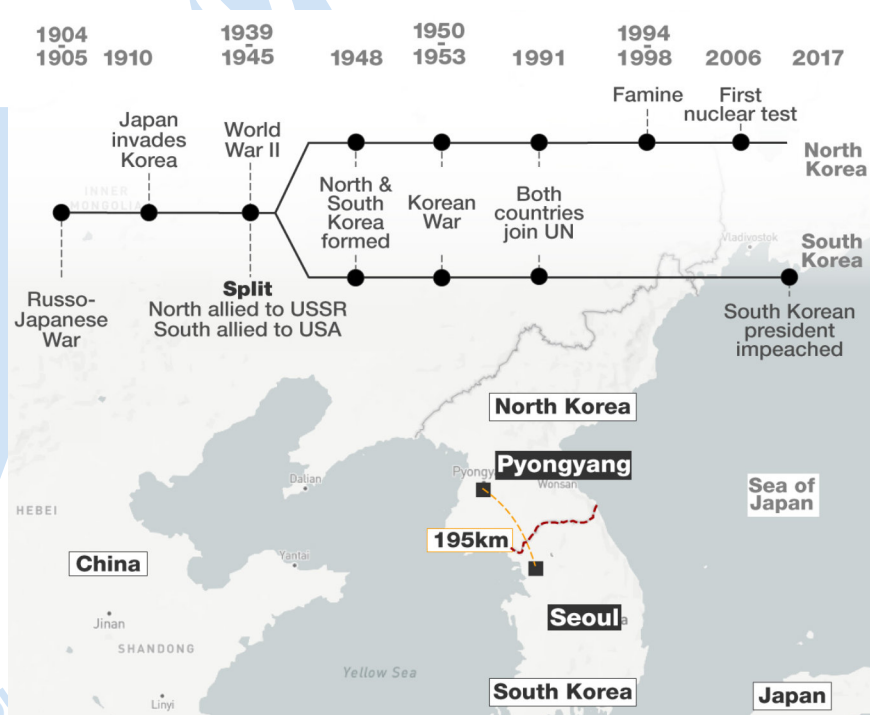 1904
-
1905
1910
1939
-
1945
1948
1950
-
1953
1991
1994
-
1998
2006
2017
Famine
First
nuclear test
Japan
invades
Korea
World
War II
North
Korea
North &
South
Korea
formed
Korean
War
Both
countries
join UN
INNER
MONGOLIA
Vladivostok
South
Korea
Russo-
Japanese
War
Split
North allied to USSR
South allied to USA
South Korean
president
impeached
North Korea
Pyongyang
Wonsan
Dalian
Sea of
Japan
HEBEI
195km
China
Yantai
Seoul
Jinan
SHANDONG
Yellow Sea
South Korea
Japan
Linyi